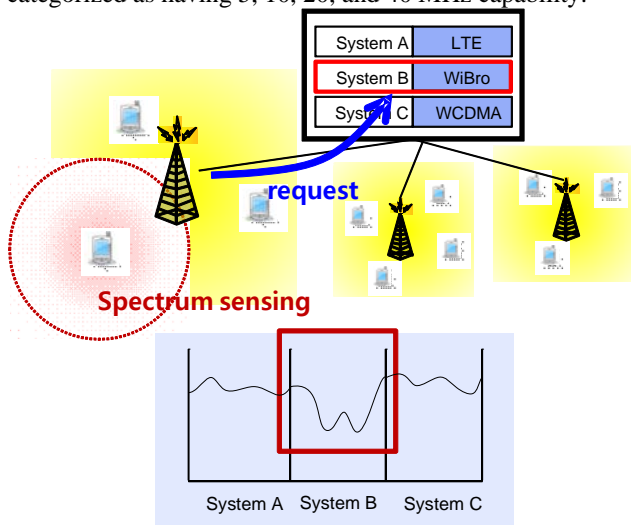 categorized as having 5, 10, 20, and 40 MHz capability.
System A LTE
System B WiBro
System C WCDMA
request
Spectrum sensing
System A System B System C